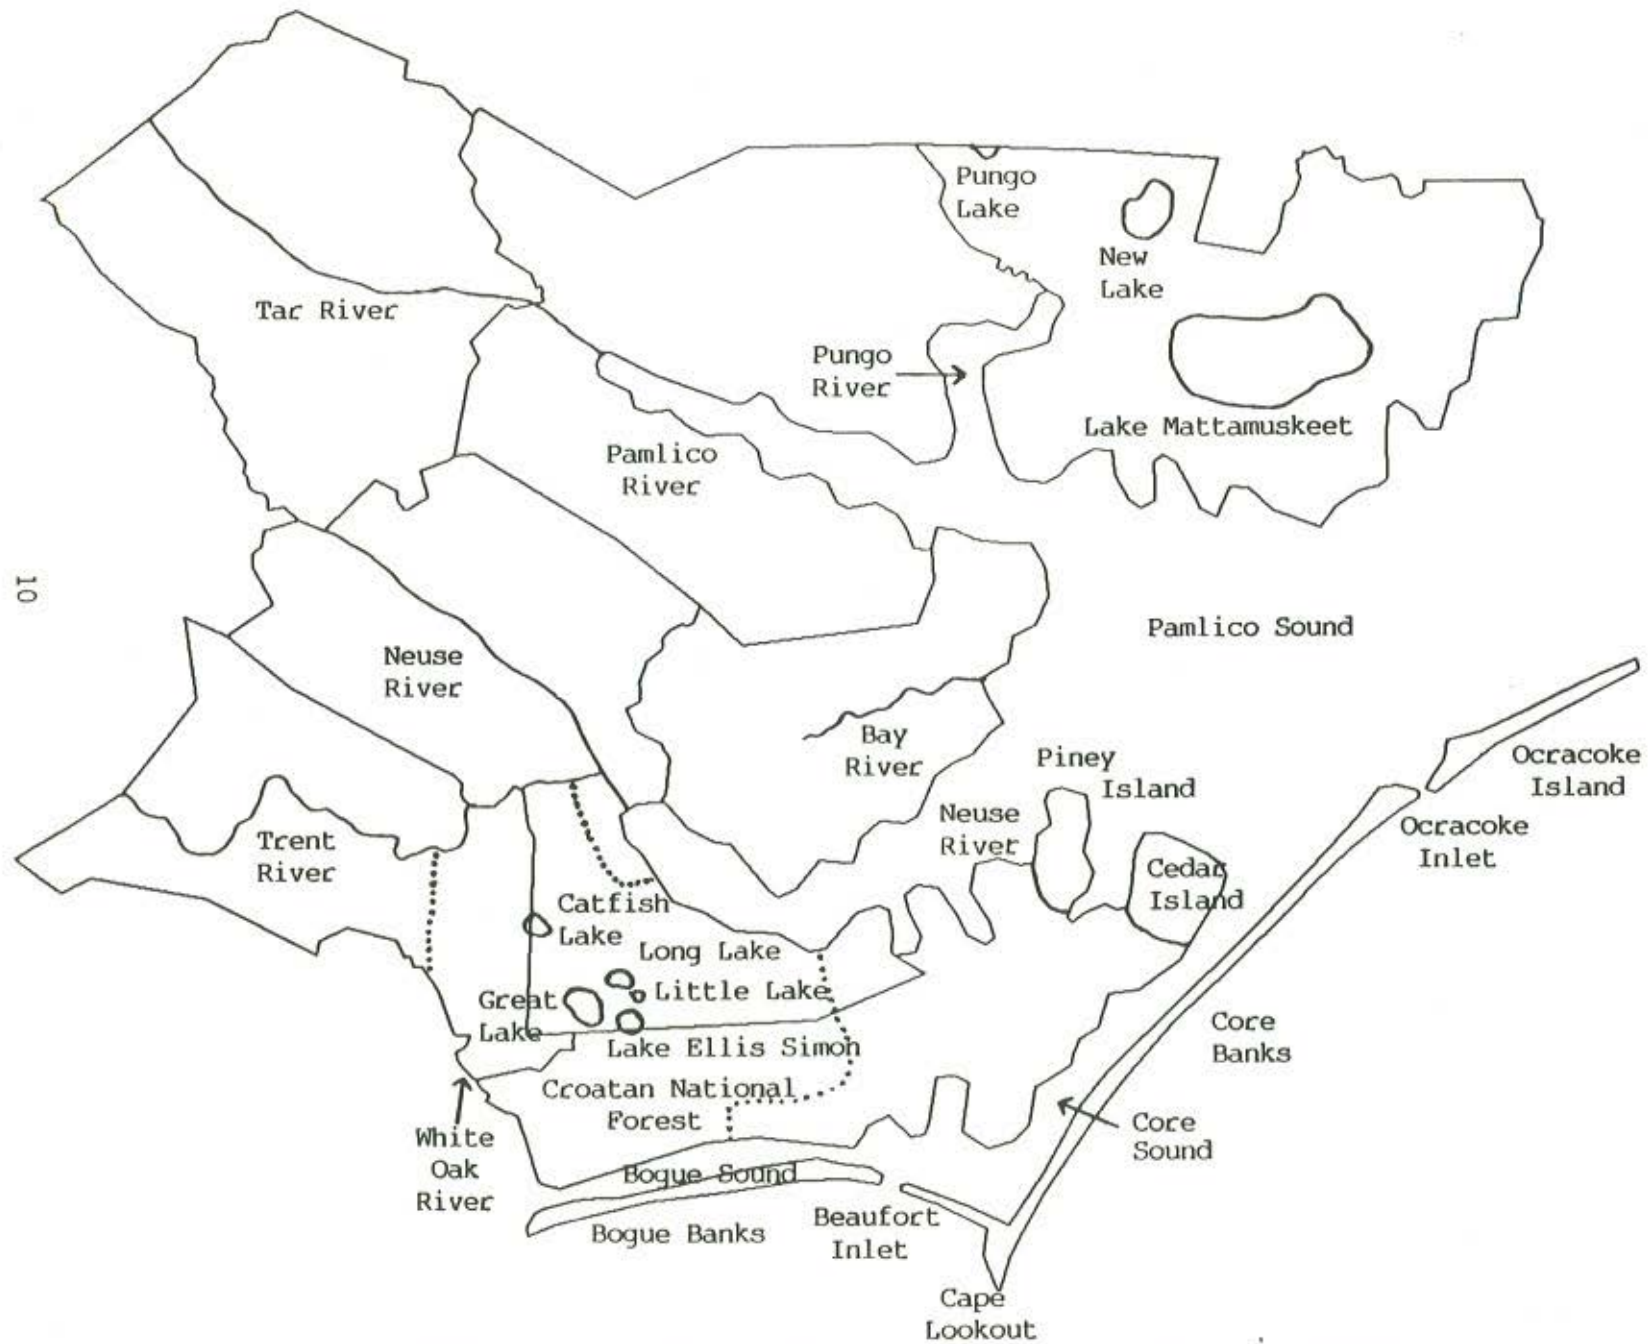 Pungo
Lake
New
Lake
Tar River
Pungo
River
Lake Mattamuskeet
Pamlico
River
10
Pamlico Sound
Neuse
River
Bay
River
Piney
Island
Ocracoke
Island
Neuse
River
Ocracoke
Inlet
Trent
River
Cedar
Island
Catfish
Lake
Long Lake
Little Lake
Great
Lake
Lake Ellis Simon
Core
Banks
Croatan National
Forest
White
Oak
River
Core
Sound
Bogue Sound
Bogue Banks
Beaufort
Inlet
Cape
Lookout